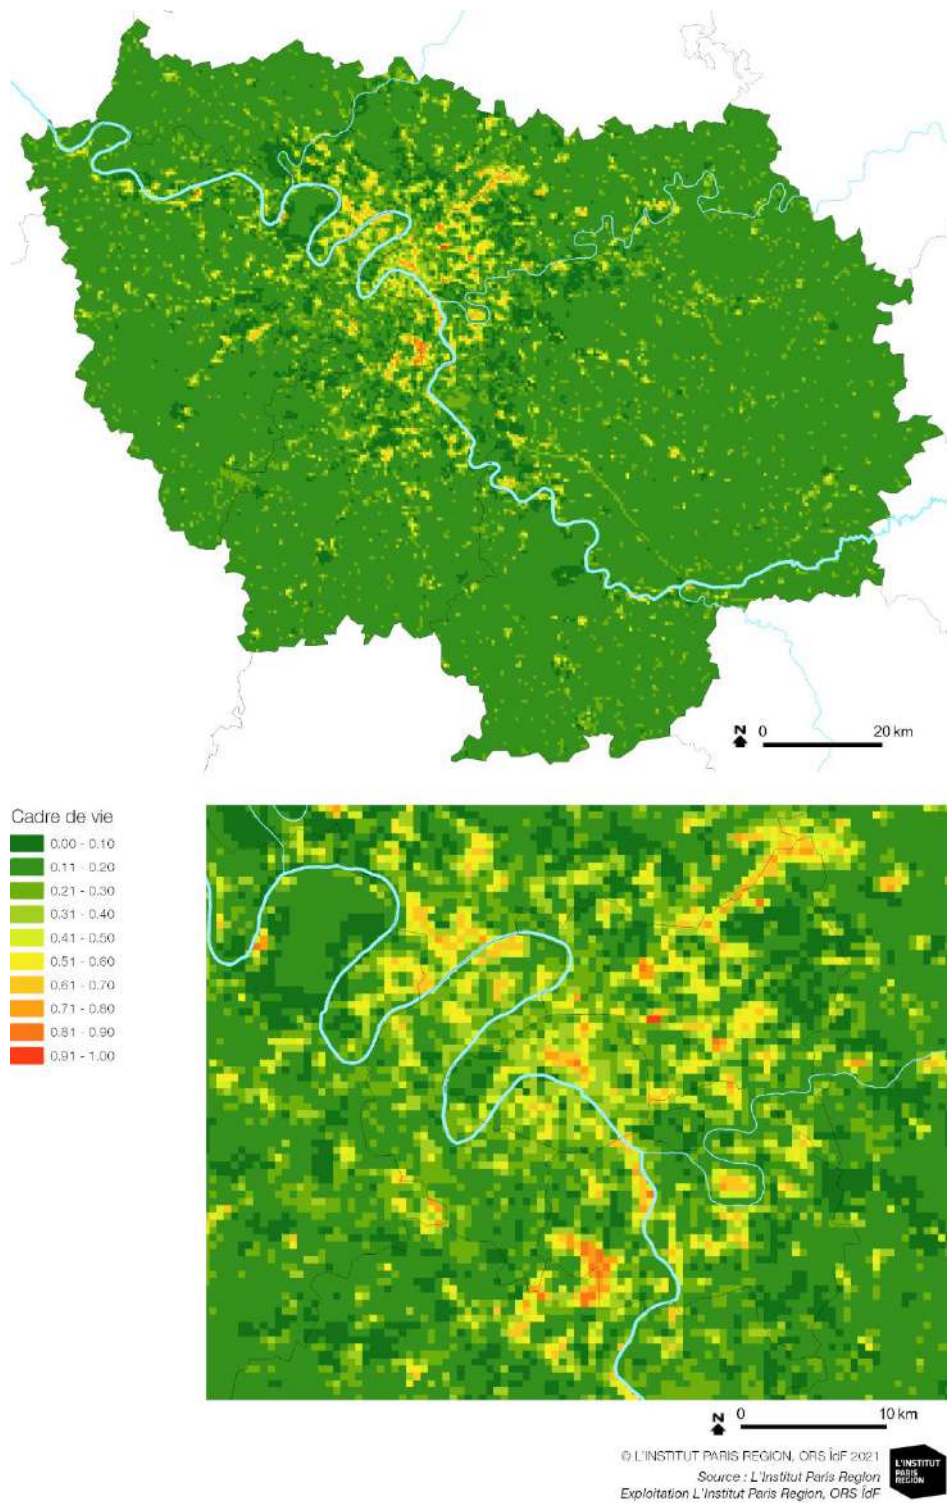 N 0 20 km
Cadre de vie
0.00 - 0.10
0.11 - 0.20
0.21 - 0.30
0.31 - 0.40
0.41 - 0.50
0.51 - 0.60
0.61 - 0.70
0.71 - 0.80
0.81 - 0.90
0.91 - 1.00
N 0 10 km
© L'INSTITUT PARIS REGION, ORS ÎdF 2021
Source : L'Institut Paris Region
Exploitation L'Institut Paris Region, ORS ÎdF
L'INSTITUT
PARIS
REGION